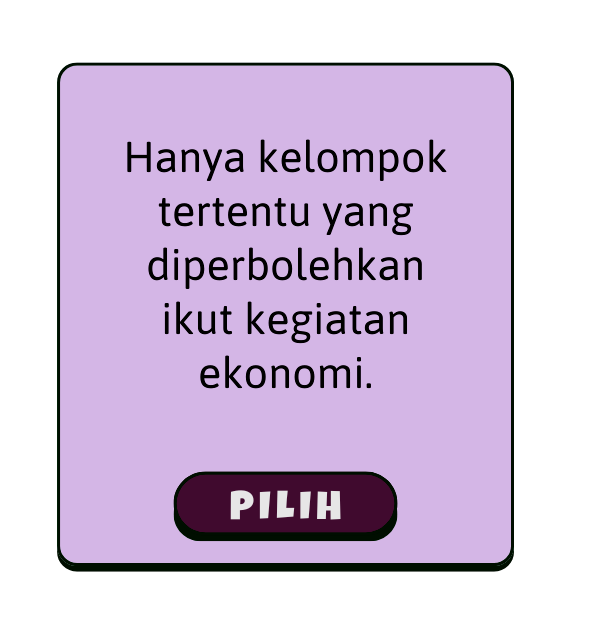 Hanya kelompok
tertentu yang
diperbolehkan
ikut kegiatan
ekonomi.
PILIH